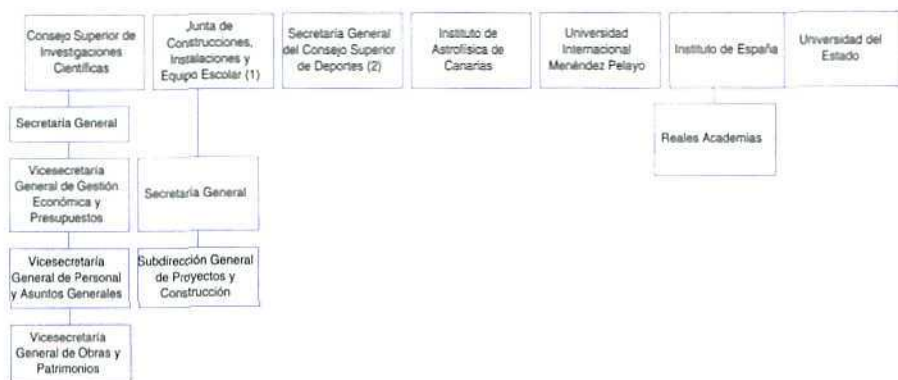 Consejo Superior de
Investigaciones
Científicas
Junta de
Construcciones,
Instalaciones y
Equipo Escolar (1)
Secretaría General
del Consejo Superior
de Deportes (2)
Instituto de
Astrofísica de
Canarias
Universidad
Internacional
Menéndez Pelayo
Instituto de España
Universidad del
Estado
Secretaría General
Vicesecretaría
General de Gestión
Económica y
Presupuestos
Vicesecretaría
General de Personal
y Asuntos Generales
Vicesecretaría
General de Obras y
Patrimonios
Secretaría General
Subdirección General
de Proyectos y
Construcción
Reales Academias